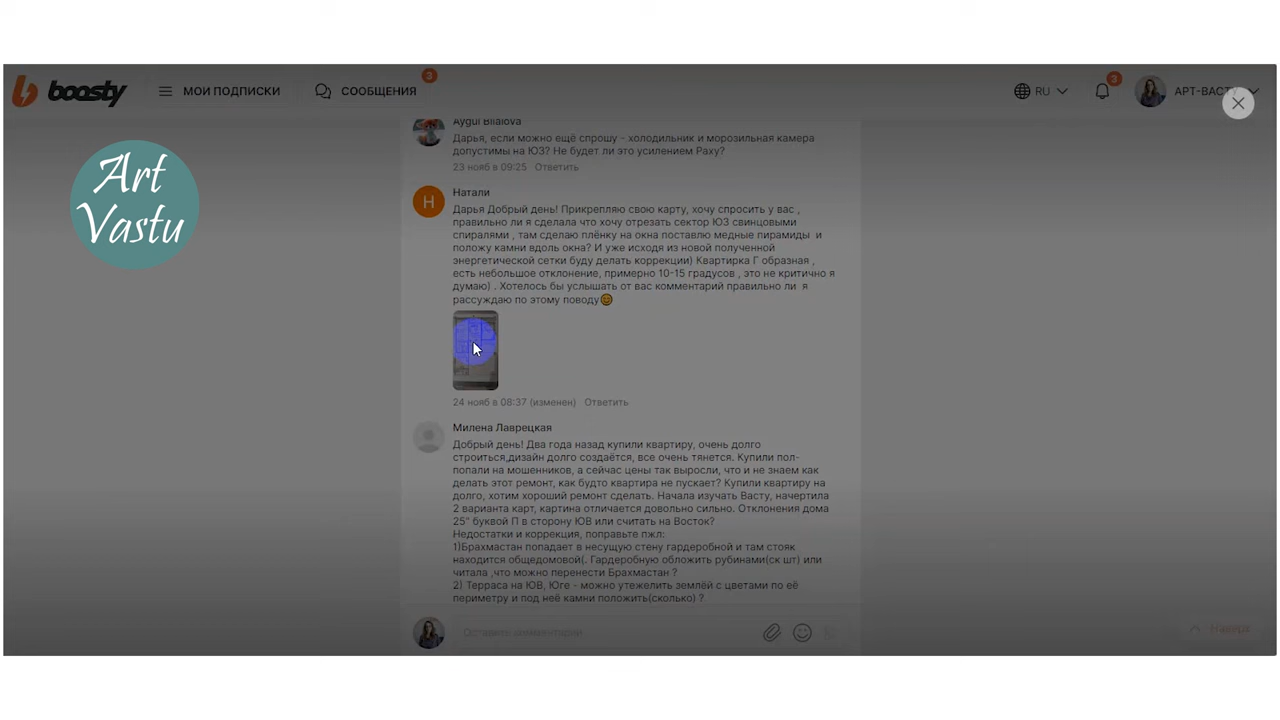 boosty
МОИ ПОДПИСКИ
СООБЩЕНИЯ
3
RU
3
АРТ-ВАСТУ
Art
Vastu
Aygul Bilalova
Дарья, если можно ещё спрошу - холодильник и морозильная камера
допустимы на ЮЗ? Не будет ли это усилением Раху?
23 нояб в 09:25 Ответить
Н
Натали
Дарья Добрый день! Прикрепляю свою карту, хочу спросить у вас ,
правильно ли я сделала что хочу отрезать сектор ЮЗ свинцовыми
спиралями , там сделаю плёнку на окна поставлю медные пирамиды и
положу камни вдоль окна? И уже исходя из новой полученной
энергетической сетки буду делать коррекции) Квартирка Г образная ,
есть небольшое отклонение, примерно 10-15 градусов , это не критично я
думаю) . Хотелось бы услышать от вас комментарий правильно ли я
рассуждаю по этому поводу😊
24 нояб в 08:37 (изменен) Ответить
Милена Лаврецкая
Добрый день! Два года назад купили квартиру, очень долго
строиться,дизайн долго создаётся, все очень тянется. Купили пол-
попали на мошенников, а сейчас цены так выросли, что и не знаем как
делать этот ремонт, как будто квартира не пускает? Купили квартиру на
долго, хотим хороший ремонт сделать. Начала изучать Васту, начертила
2 варианта карт, картина отличается довольно сильно. Отклонения дома
25" буквой П в сторону ЮВ или считать на Восток?
Недостатки и коррекция, поправьте пжл:
1)Брахмастан попадает в несущую стену гардеробной и там стояк
находится общедомовой(. Гардеробную обложить рубинами(ск шт) или
читала ,что можно перенести Брахмастан ?
2) Терраса на ЮВ, Юге - можно утежелить землёй с цветами по её
периметру и под неё камни положить(сколько) ?
Оставить комментарий
Наверх